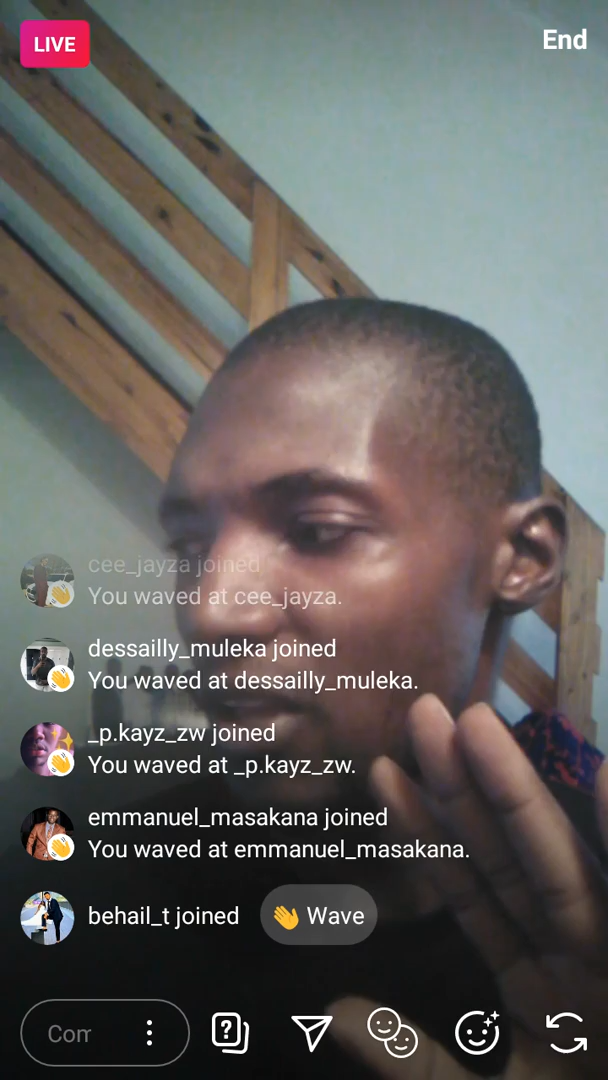 LIVE
End
cee_jayza joined
You waved at cee_jayza.
dessailly_muleka joined
You waved at dessailly_muleka.
_p.kayz_zw joined
You waved at _p.kayz_zw.
emmanuel_masakana joined
You waved at emmanuel_masakana.
behail_t joined
Wave
Com
?